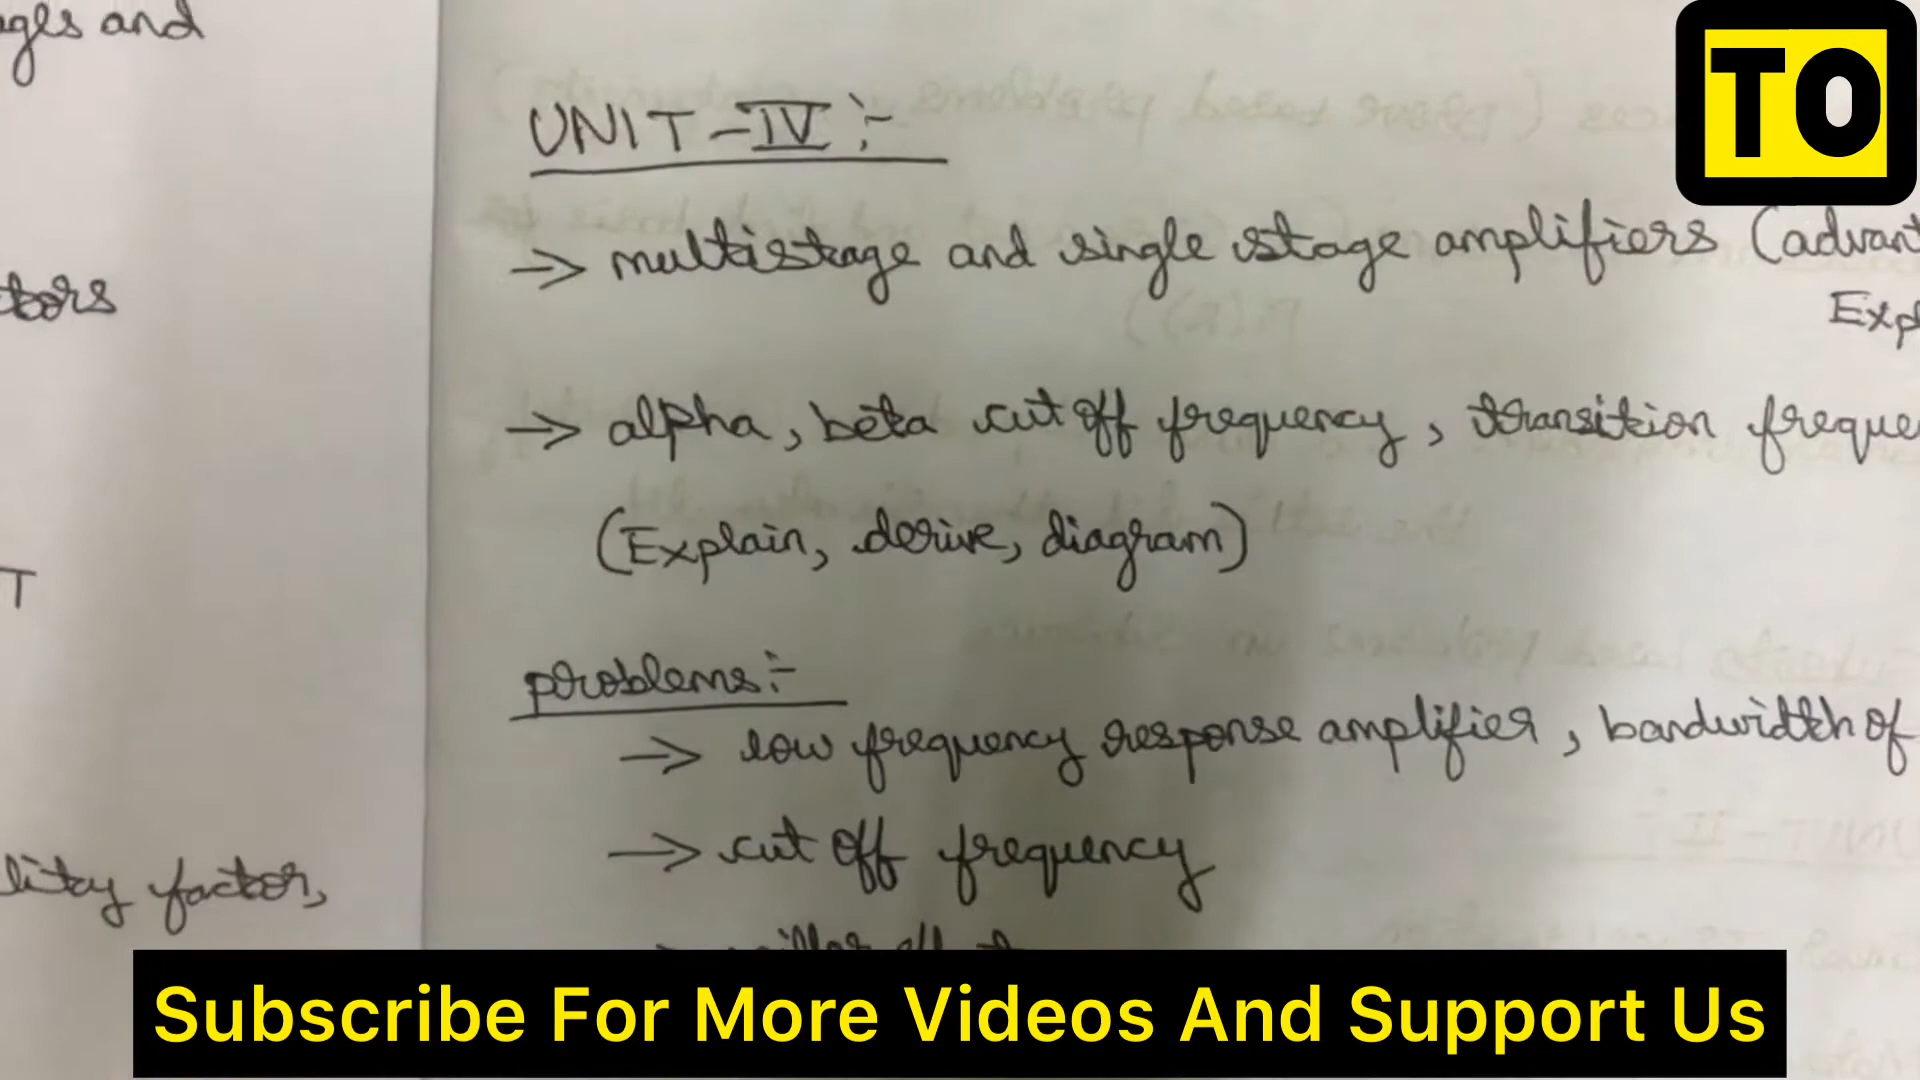 ages and
TO
UNIT-IV :-
→ multistage and single stage amplifiers (advant
Expl
tors
→ alpha, beta cut off frequency, transition freque
(Explain, derive, diagram)
T
problems:-
→ low frequency response amplifier, bandwidth of
→ cut off frequency
lity factor,
Subscribe For More Videos And Support Us